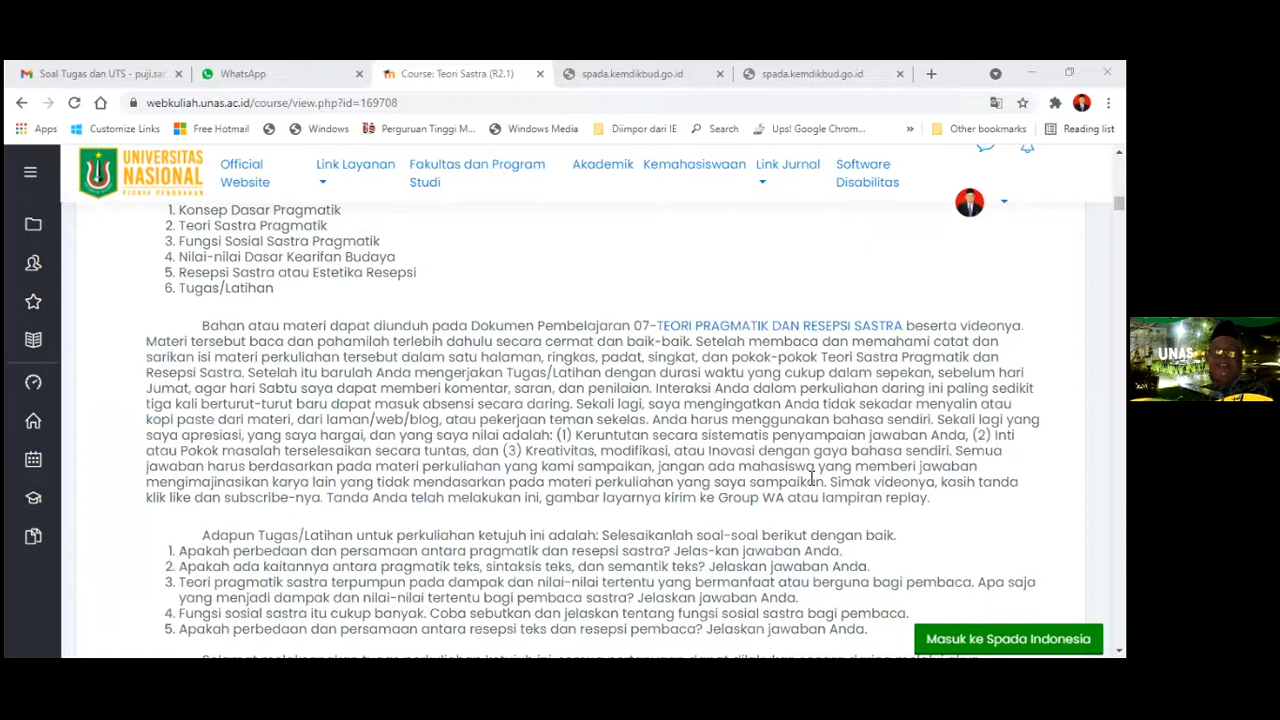 Soal Tugas dan UTS - puji.sar
WhatsApp
Course: Teori Sastra (R2.1)
spada.kemdikbud.go.id
spada.kemdikbud.go.id
webkuliah.unas.ac.id/course/view.php?id=169708
Apps
Customize Links
Free Hotmail
Windows
Perguruan Tinggi M...
Windows Media
Diimpor dari IE
Search
Ups! Google Chrom...
»
Other bookmarks
Reading list
UNIVERSITAS
NASIONAL
Official
Website
Link Layanan
Fakultas dan Program
Studi
Akademik
Kemahasiswaan
Link Jurnal
Software
Disabilitas
1. Konsep Dasar Pragmatik
2. Teori Sastra Pragmatik
3. Fungsi Sosial Sastra Pragmatik
4. Nilai-nilai Dasar Kearifan Budaya
5. Resepsi Sastra atau Estetika Resepsi
6. Tugas/Latihan
Bahan atau materi dapat diunduh pada Dokumen Pembelajaran 07-TEORI PRAGMATIK DAN RESEPSI SASTRA beserta videonya.
Materi tersebut baca dan pahamilah terlebih dahulu secara cermat dan baik-baik. Setelah membaca dan memahami catat dan
sarikan isi materi perkuliahan tersebut dalam satu halaman, ringkas, padat, singkat, dan pokok-pokok Teori Sastra Pragmatik dan
Resepsi Sastra. Setelah itu barulah Anda mengerjakan Tugas/Latihan dengan durasi waktu yang cukup dalam sepekan, sebelum hari
Jumat, agar hari Sabtu saya dapat memberi komentar, saran, dan penilaian. Interaksi Anda dalam perkuliahan daring ini paling sedikit
tiga kali berturut-turut baru dapat masuk absensi secara daring. Sekali lagi, saya mengingatkan Anda tidak sekadar menyalin atau
kopi paste dari materi, dari laman/web/blog, atau pekerjaan teman sekelas. Anda harus menggunakan bahasa sendiri. Sekali lagi yang
saya apresiasi, yang saya hargai, dan yang saya nilai adalah: (1) Keruntutan secara sistematis penyampaian jawaban Anda, (2) Inti
atau Pokok masalah terselesaikan secara tuntas, dan (3) Kreativitas, modifikasi, atau Inovasi dengan gaya bahasa sendiri. Semua
jawaban harus berdasarkan pada materi perkuliahan yang kami sampaikan, jangan ada mahasiswa yang memberi jawaban
mengimajinasikan karya lain yang tidak mendasarkan pada materi perkuliahan yang saya sampaikan. Simak videonya, kasih tanda
klik like dan subscribe-nya. Tanda Anda telah melakukan ini, gambar layarnya kirim ke Group WA atau lampiran replay.
Adapun Tugas/Latihan untuk perkuliahan ketujuh ini adalah: Selesaikanlah soal-soal berikut dengan baik.
1. Apakah perbedaan dan persamaan antara pragmatik dan resepsi sastra? Jelas-kan jawaban Anda.
2. Apakah ada kaitannya antara pragmatik teks, sintaksis teks, dan semantik teks? Jelaskan jawaban Anda.
3. Teori pragmatik sastra terpumpun pada dampak dan nilai-nilai tertentu yang bermanfaat atau berguna bagi pembaca. Apa saja
yang menjadi dampak dan nilai-nilai tertentu bagi pembaca sastra? Jelaskan jawaban Anda.
4. Fungsi sosial sastra itu cukup banyak. Coba sebutkan dan jelaskan tentang fungsi sosial sastra bagi pembaca.
5. Apakah perbedaan dan persamaan antara resepsi teks dan resepsi pembaca? Jelaskan jawaban Anda.
Masuk ke Spada Indonesia
UNAS